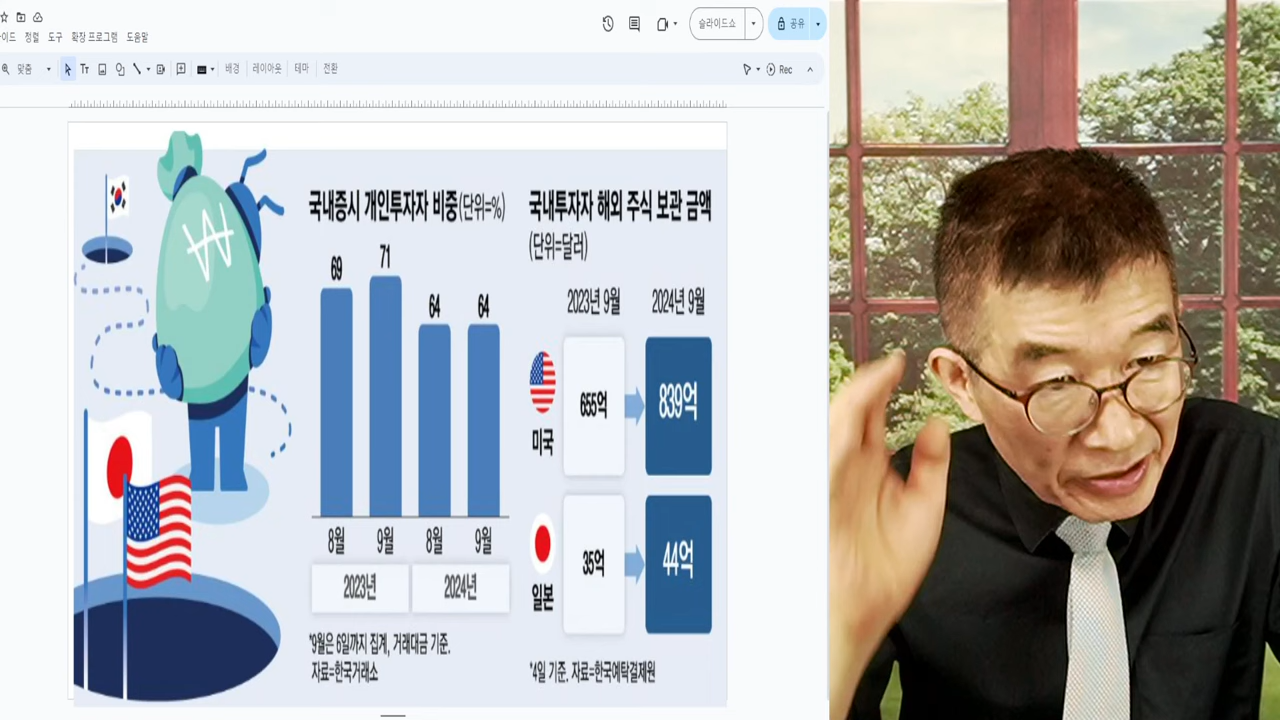 이드 정렬 도구 확장 프로그램 도움말
슬라이드쇼
공유
맞춤
Tт
배경 레이아웃 테마 전환
Rec
₩
국내증시 개인투자자 비중(단위=%)
69
71
64
64
8월 9월 8월 9월
2023년 2024년
*9월은 6일까지 집계, 거래대금 기준.
자료=한국거래소
국내투자자 해외 주식 보관 금액
(단위=달러)
2023년 9월 2024년 9월
미국
655억
839억
일본
35억
44억
*4일 기준. 자료=한국예탁결제원